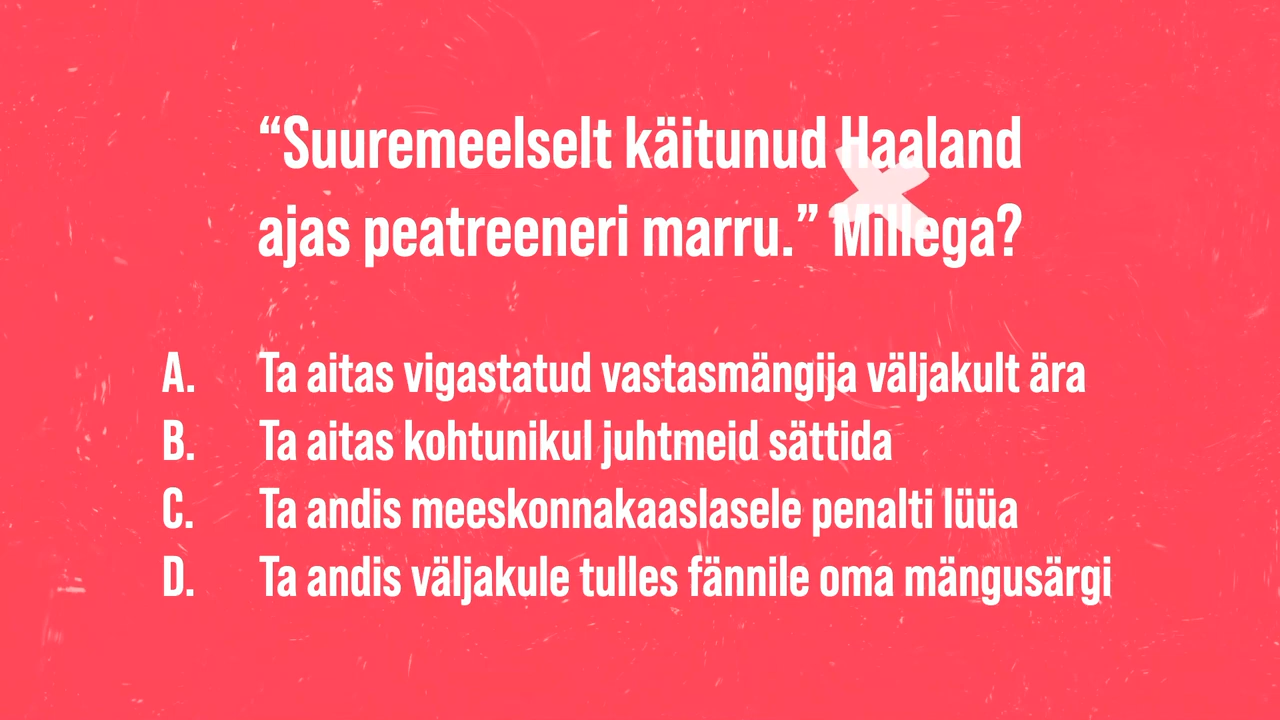 “Suuremeelselt käitunud Haaland
ajas peatreeneri marru.” Millega?
A. Ta aitas vigastatud vastasmängija väljakult ära
B. Ta aitas kohtunikul juhtmeid sättida
C. Ta andis meeskonnakaaslasele penalti lüüa
D. Ta andis väljakule tulles fännile oma mängusärgi